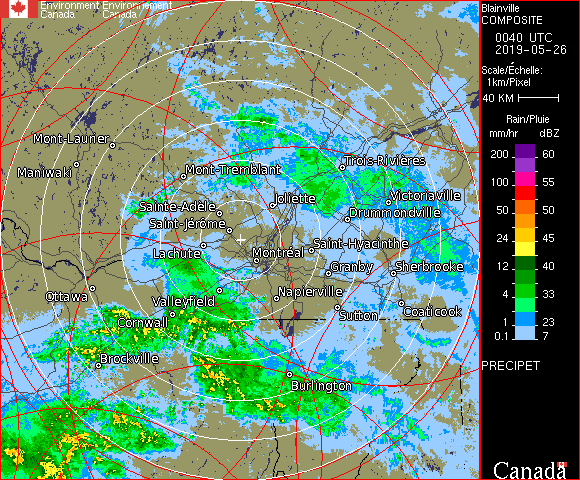 Environment Environnement
Canada Canada
Blainville
COMPOSITE
0040 UTC
2019-05-26
Scale/Échelle:
1km/Pixel
40 KM
Rain/Pluie
mm/hr dBZ
200 60
100 55
50 50
24 45
12 40
4 33
1 23
0.1 7
PRECIPET
Canada
Mont-Laurier
Maniwaki
Mont-Tremblant
Trois-Rivières
Sainte-Adèle
Joliette
Victoriaville
Drummondville
Saint-Jérôme
Lachute
Montréal
Saint-Hyacinthe
Granby
Sherbrooke
Ottawa
Valleyfield
Napierville
Cornwall
Sutton
Coaticook
Brockville
Burlington